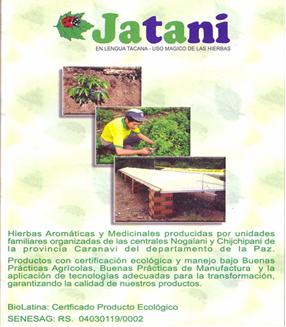 Jatani
EN LENGUA TACANA - USO MAGICO DE LAS HIERBAS
Hierbas Aromáticas y Medicinales producidas por unidades
familiares organizadas de las centrales Nogalani y Chijchipani de
la provincia Caranavi del departamento de la Paz.
Productos con certificación ecológica y manejo bajo Buenas
Prácticas Agrícolas, Buenas Prácticas de Manufactura y la
aplicación de tecnologías adecuadas para la transformación,
garantizando la calidad de nuestros productos.
BioLatina: Certficado Producto Ecológico
SENESAG: RS. 04030119/0002